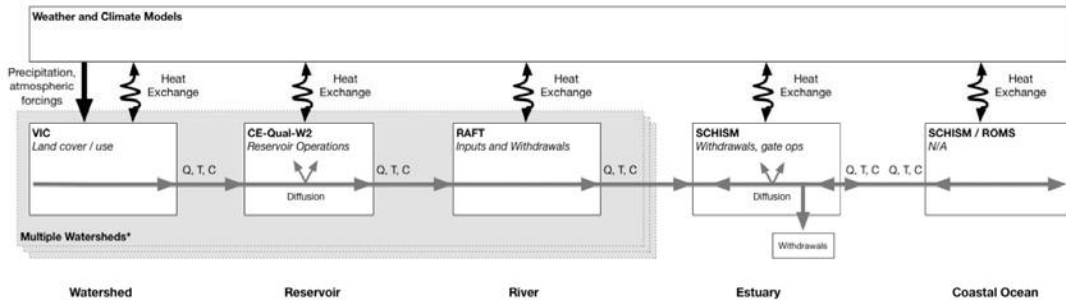 Weather and Climate Models
Precipitation,
atmospheric
forcings
Heat
Exchange
Heat
Exchange
Heat
Exchange
Heat
Exchange
Heat
Exchange
VIC
Land cover / use
CE-Qual-W2
Reservoir Operations
RAFT
Inputs and Withdrawals
SCHISM
Withdrawals, gate ops
SCHISM / ROMS
N/A
Q, T, C
Q, T, C
Q, T, C
Q, T, C
Q, T, C
Diffusion
Diffusion
Multiple Watersheds*
Withdrawals
Watershed
Reservoir
River
Estuary
Coastal Ocean